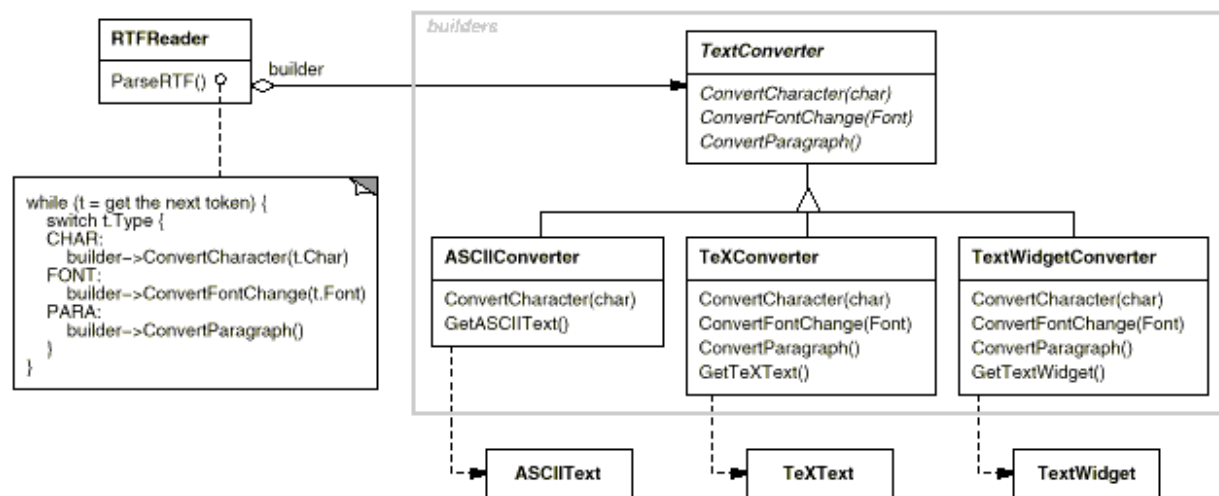 builders
RTFReader
ParseRTF()
builder
TextConverter
ConvertCharacter(char)
ConvertFontChange(Font)
ConvertParagraph()
while (t = get the next token) {
switch t.Type {
CHAR:
builder–>ConvertCharacter(t.Char)
FONT:
builder–>ConvertFontChange(t.Font)
PARA:
builder–>ConvertParagraph()
}
}
ASCIIConverter
ConvertCharacter(char)
GetASCIIText()
TeXConverter
ConvertCharacter(char)
ConvertFontChange(Font)
ConvertParagraph()
GetTeXText()
TextWidgetConverter
ConvertCharacter(char)
ConvertFontChange(Font)
ConvertParagraph()
GetTextWidget()
ASCIIText
TeXText
TextWidget